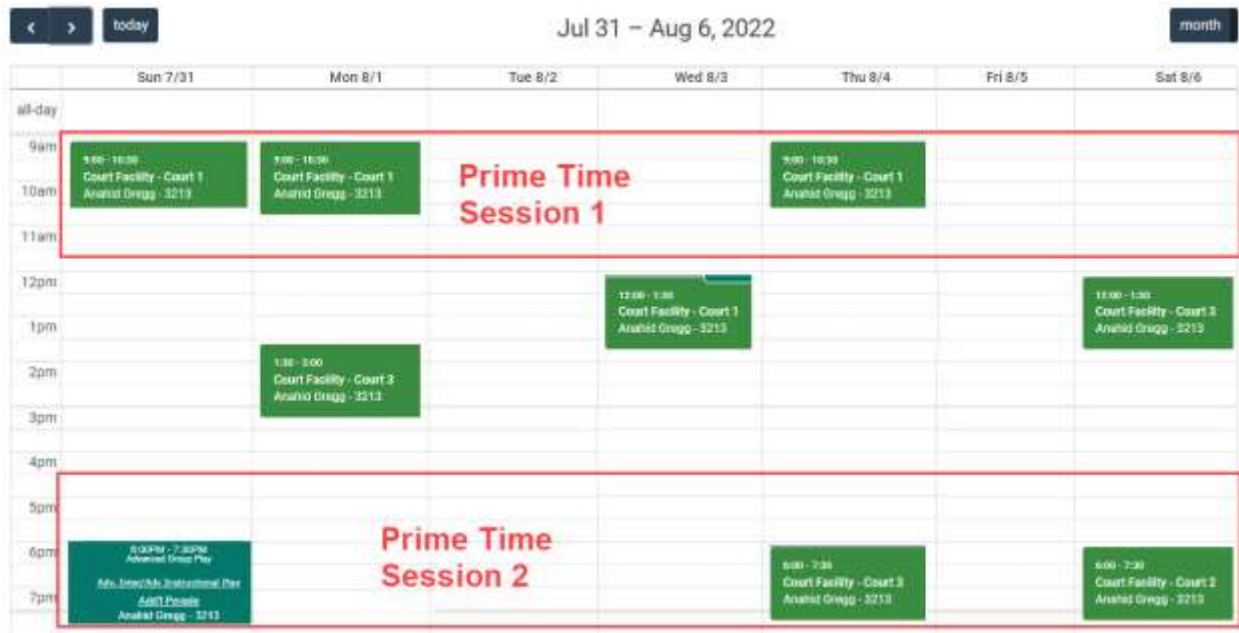 today
Jul 31 – Aug 6, 2022
month
Sun 7/31 Mon 8/1 Tue 8/2 Wed 8/3 Thu 8/4 Fri 8/5 Sat 8/6
all-day
9am
9:00 - 10:30
Court Facility - Court 1
Anahid Gregg - 3213
9:00 - 10:30
Court Facility - Court 1
Anahid Gregg - 3213
Prime Time
Session 1
9:00 - 10:30
Court Facility - Court 1
Anahid Gregg - 3213
10am
11am
12pm
12:00 - 1:30
Court Facility - Court 1
Anahid Gregg - 3213
12:00 - 1:30
Court Facility - Court 3
Anahid Gregg - 3213
1pm
1:30 - 3:00
Court Facility - Court 3
Anahid Gregg - 3213
2pm
3pm
4pm
5pm
Prime Time
Session 2
6pm
6:00PM - 7:30PM
Advanced Group Play
Adv. Inter/Adv. Instructional Play
Add'l People
Anahid Gregg - 3213
6:00 - 7:30
Court Facility - Court 3
Anahid Gregg - 3213
6:00 - 7:30
Court Facility - Court 2
Anahid Gregg - 3213
7pm